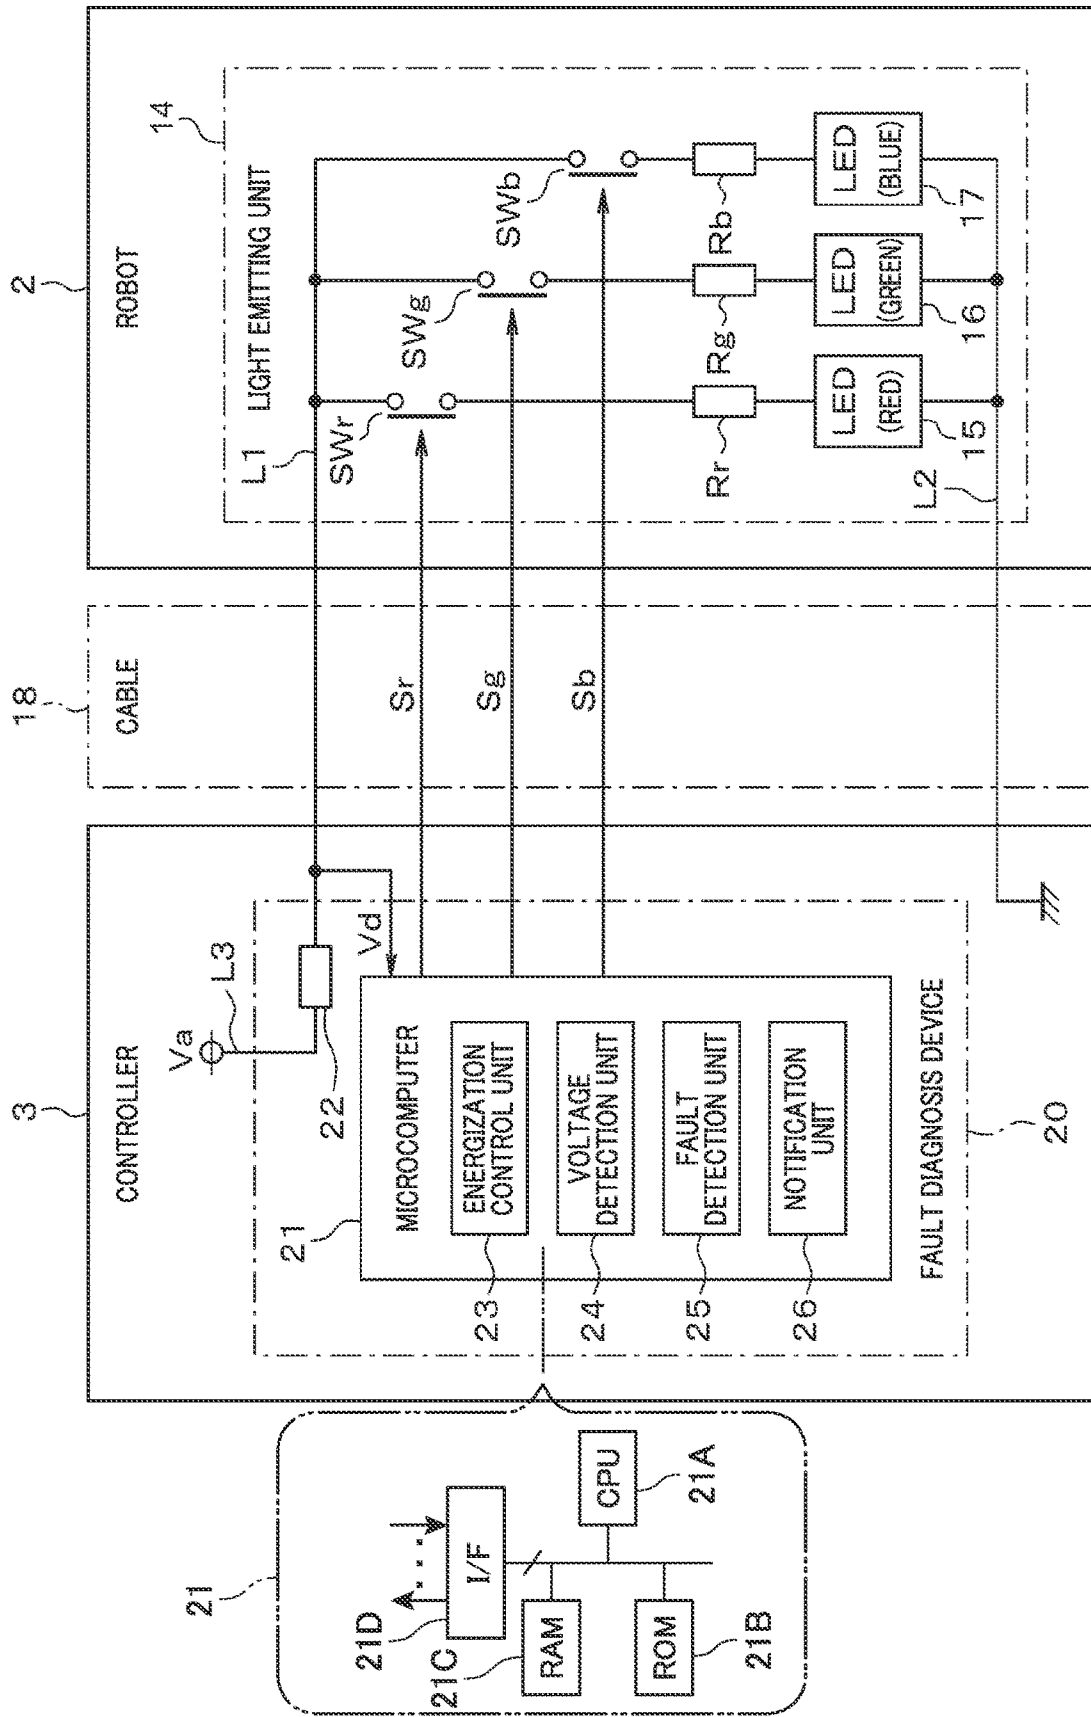 21
21D
I/F
21C
RAM
CPU
21A
ROM
21B
3
CONTROLLER
Va
L3
22
Vd
21
MICROCOMPUTER
ENERGIZATION
CONTROL UNIT
23
VOLTAGE
DETECTION UNIT
24
FAULT
DETECTION UNIT
25
NOTIFICATION
UNIT
26
FAULT DIAGNOSIS DEVICE
20
18
CABLE
Sr
Sg
Sb
2
ROBOT
14
LIGHT EMITTING UNIT
L1
SWr
SWg
SWb
Rr
Rg
Rb
LED
(RED)
15
LED
(GREEN)
16
LED
(BLUE)
17
L2